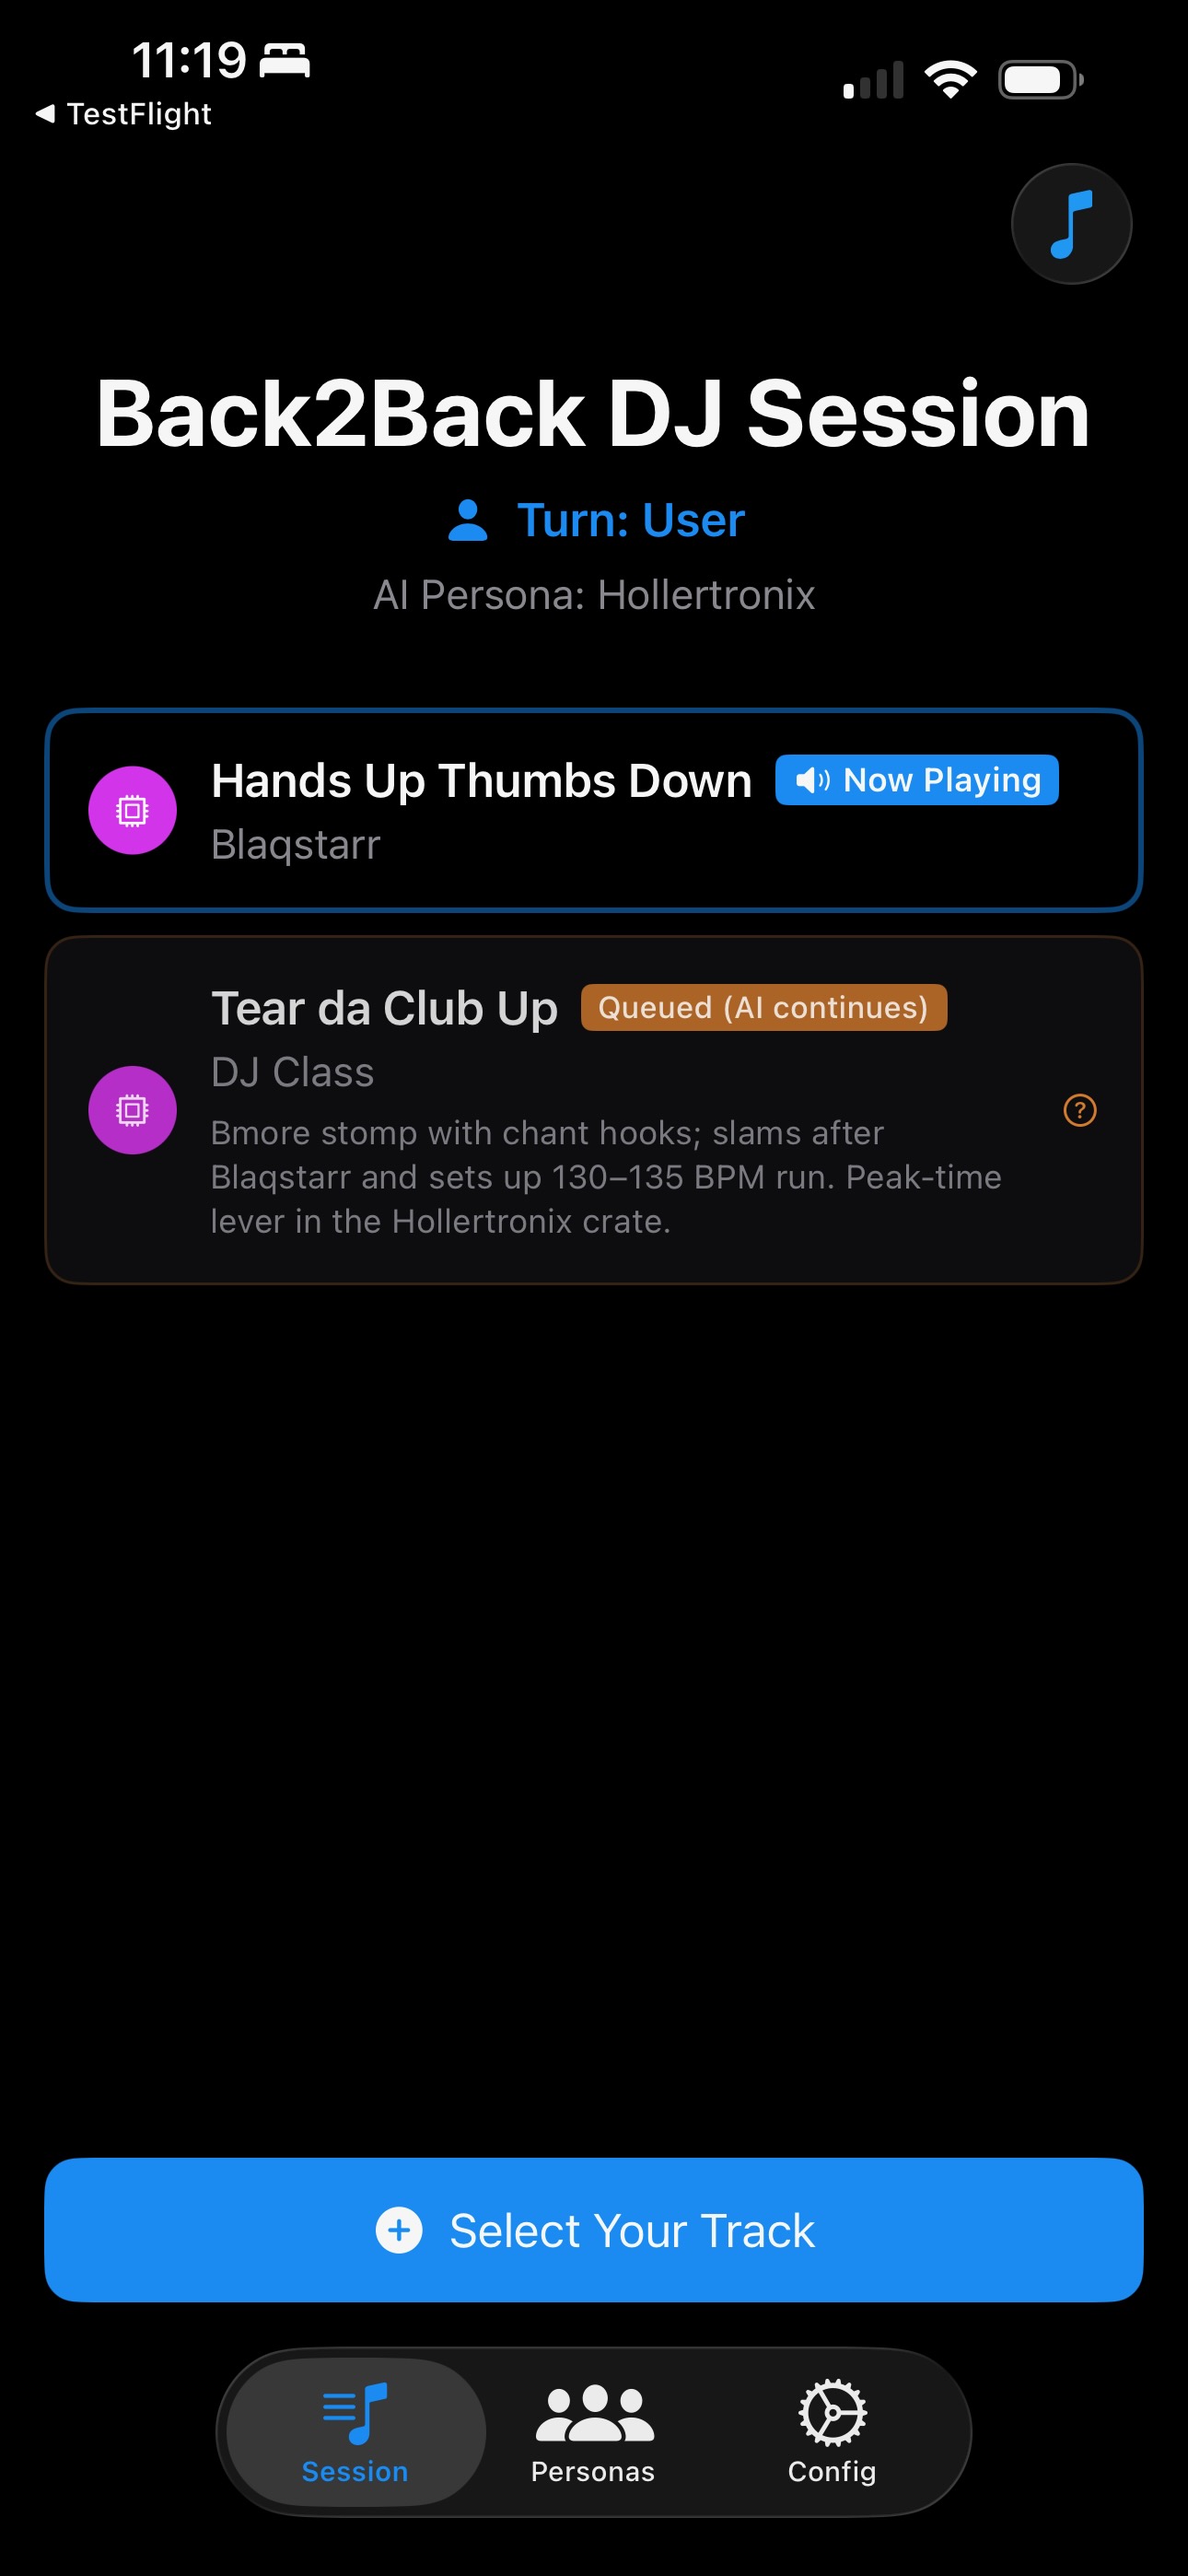 11:19
TestFlight
Back2Back DJ Session
Turn: User
AI Persona: Hollertronix
Hands Up Thumbs Down
Now Playing
Blaqstarr
Tear da Club Up
Queued (AI continues)
DJ Class
Bmore stomp with chant hooks; slams after
Blaqstarr and sets up 130–135 BPM run. Peak-time
lever in the Hollertronix crate.
?
Select Your Track
Session
Personas
Config